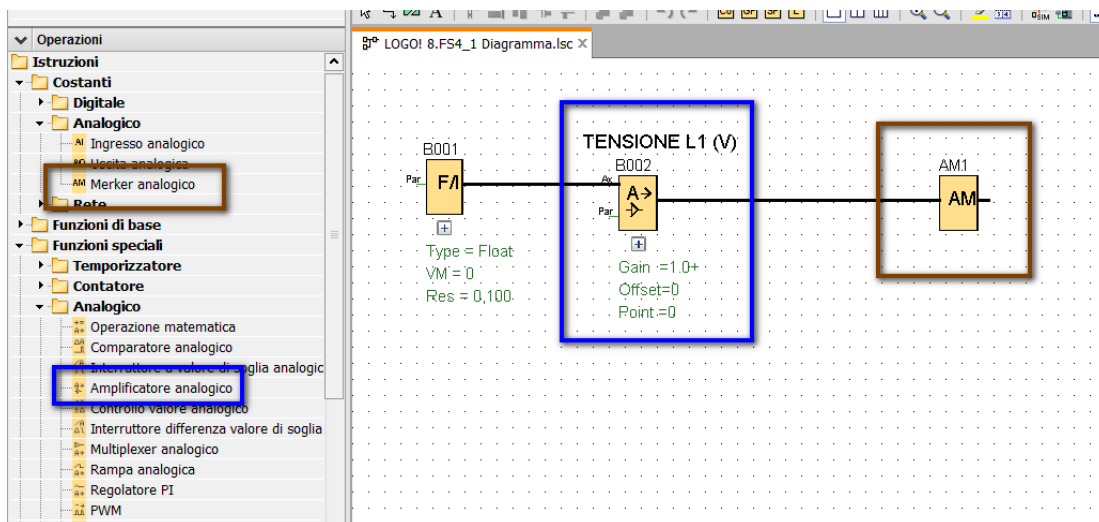 Operazioni
Istruzioni
Costanti
Digitale
Analogico
AI Ingresso analogico
AQ Uscita analogica
AM Merker analogico
Rete
Funzioni di base
Funzioni speciali
Temporizzatore
Contatore
Analogico
Operazione matematica
Comparatore analogico
Interruttore a valore di soglia analogic
Amplificatore analogico
Controllo valore analogico
Interruttore differenza valore di soglia
Multiplexer analogico
Rampa analogica
Regolatore PI
PWM
LOGO! 8.FS4_1 Diagramma.lsc X
B001
Par
F/I
Type = Float
VM = 0
Res = 0,100
TENSIONE L1 (V)
B002
Ax
Par
A→
Gain =1.0+
Offset=0
Point =0
AM1
AM